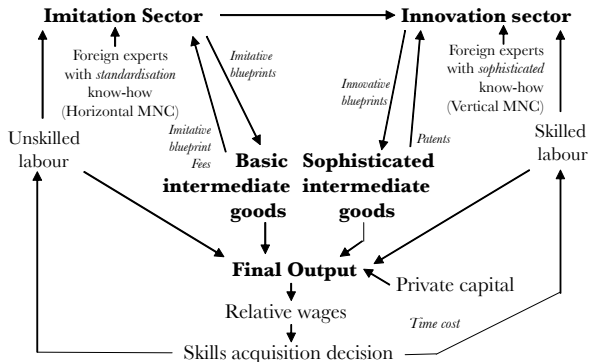 Imitation Sector
Innovation sector
Foreign experts
with standardisation
know-how
(Horizontal MNC)
Imitative
blueprints
Innovative
blueprints
Foreign experts
with sophisticated
know-how
(Vertical MNC)
Unskilled
labour
Imitative
blueprint
Fees
Patents
Skilled
labour
Basic
intermediate
goods
Sophisticated
intermediate
goods
Final Output
Private capital
Relative wages
Time cost
Skills acquisition decision